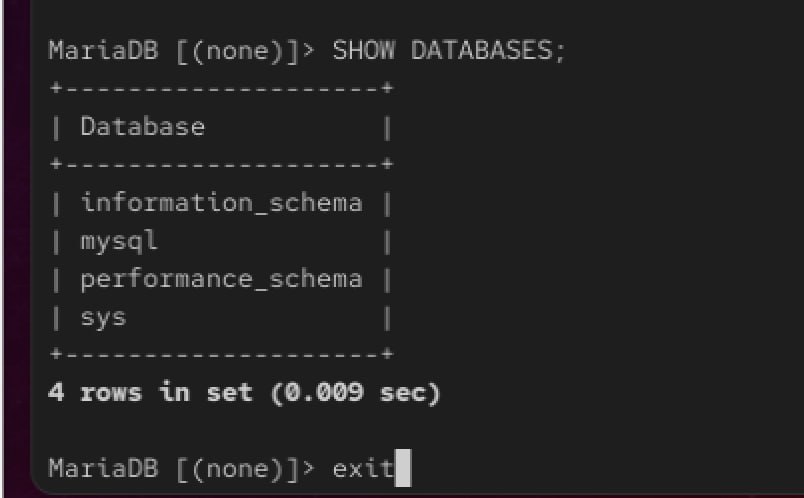 MariaDB [(none)]> SHOW DATABASES;
+--------------------+
| Database           |
+--------------------+
| information_schema |
| mysql              |
| performance_schema |
| sys                |
+--------------------+
4 rows in set (0.009 sec)
MariaDB [(none)]> exit